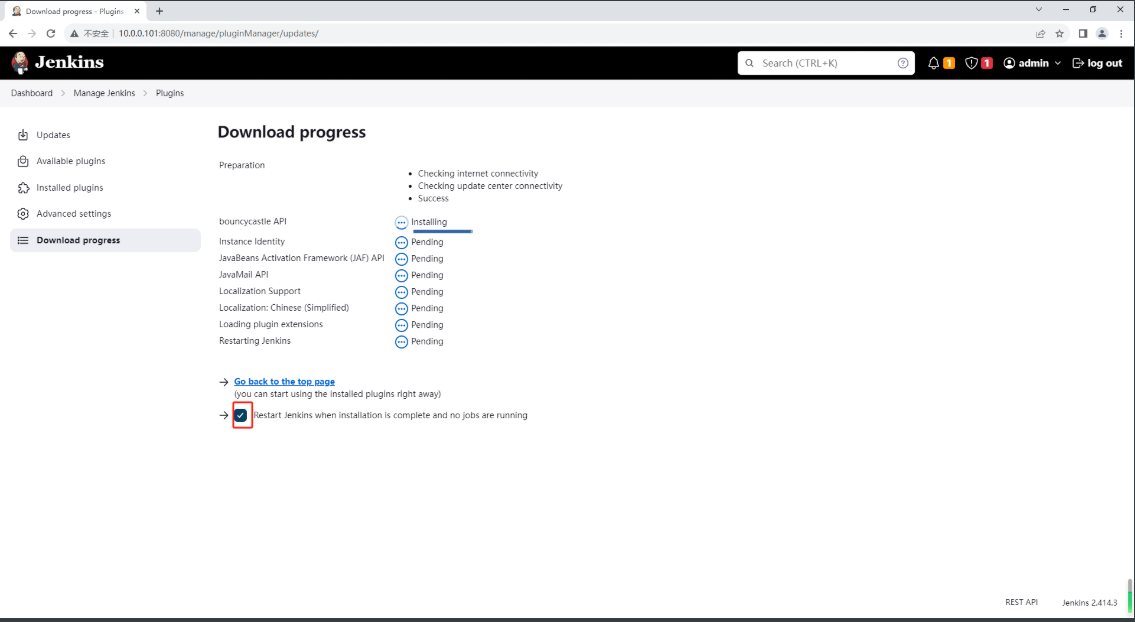 Download progress - Plugins
不安全 10.0.0.101:8080/manage/pluginManager/updates/
Jenkins
Search (CTRL+K)
1
1
admin
log out
Dashboard
Manage Jenkins
Plugins
Updates
Available plugins
Installed plugins
Advanced settings
Download progress
Download progress
Preparation
Checking internet connectivity
Checking update center connectivity
Success
bouncycastle API Installing
Instance Identity Pending
JavaBeans Activation Framework (JAF) API Pending
JavaMail API Pending
Localization Support Pending
Localization: Chinese (Simplified) Pending
Loading plugin extensions Pending
Restarting Jenkins Pending
Go back to the top page
(you can start using the installed plugins right away)
Restart Jenkins when installation is complete and no jobs are running
REST API
Jenkins 2.414.3